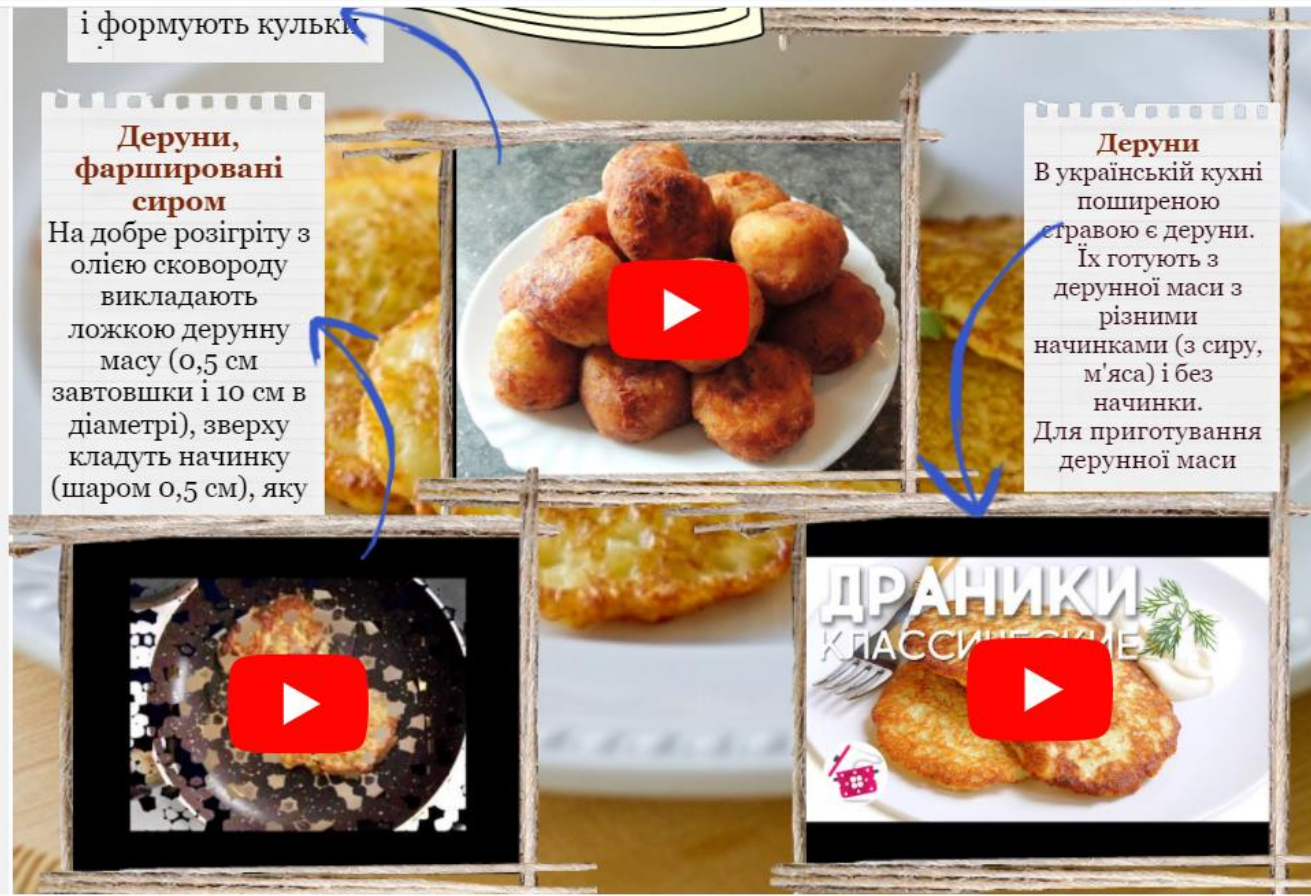 і формують кульки
Деруни,
фаршировані
сиром
На добре розігріту з
олією сковороду
викладають
ложкою дерунну
масу (0,5 см
завтовшки і 10 см в
діаметрі), зверху
кладуть начинку
(шаром 0,5 см), яку
Деруни
В українській кухні
поширеною
стравою є деруни.
Їх готують з
дерунної маси з
різними
начинками (з сиру,
м'яса) і без
начинки.
Для приготування
дерунної маси
ДРАНИКИ
КЛАССИЧЕСКИЕ